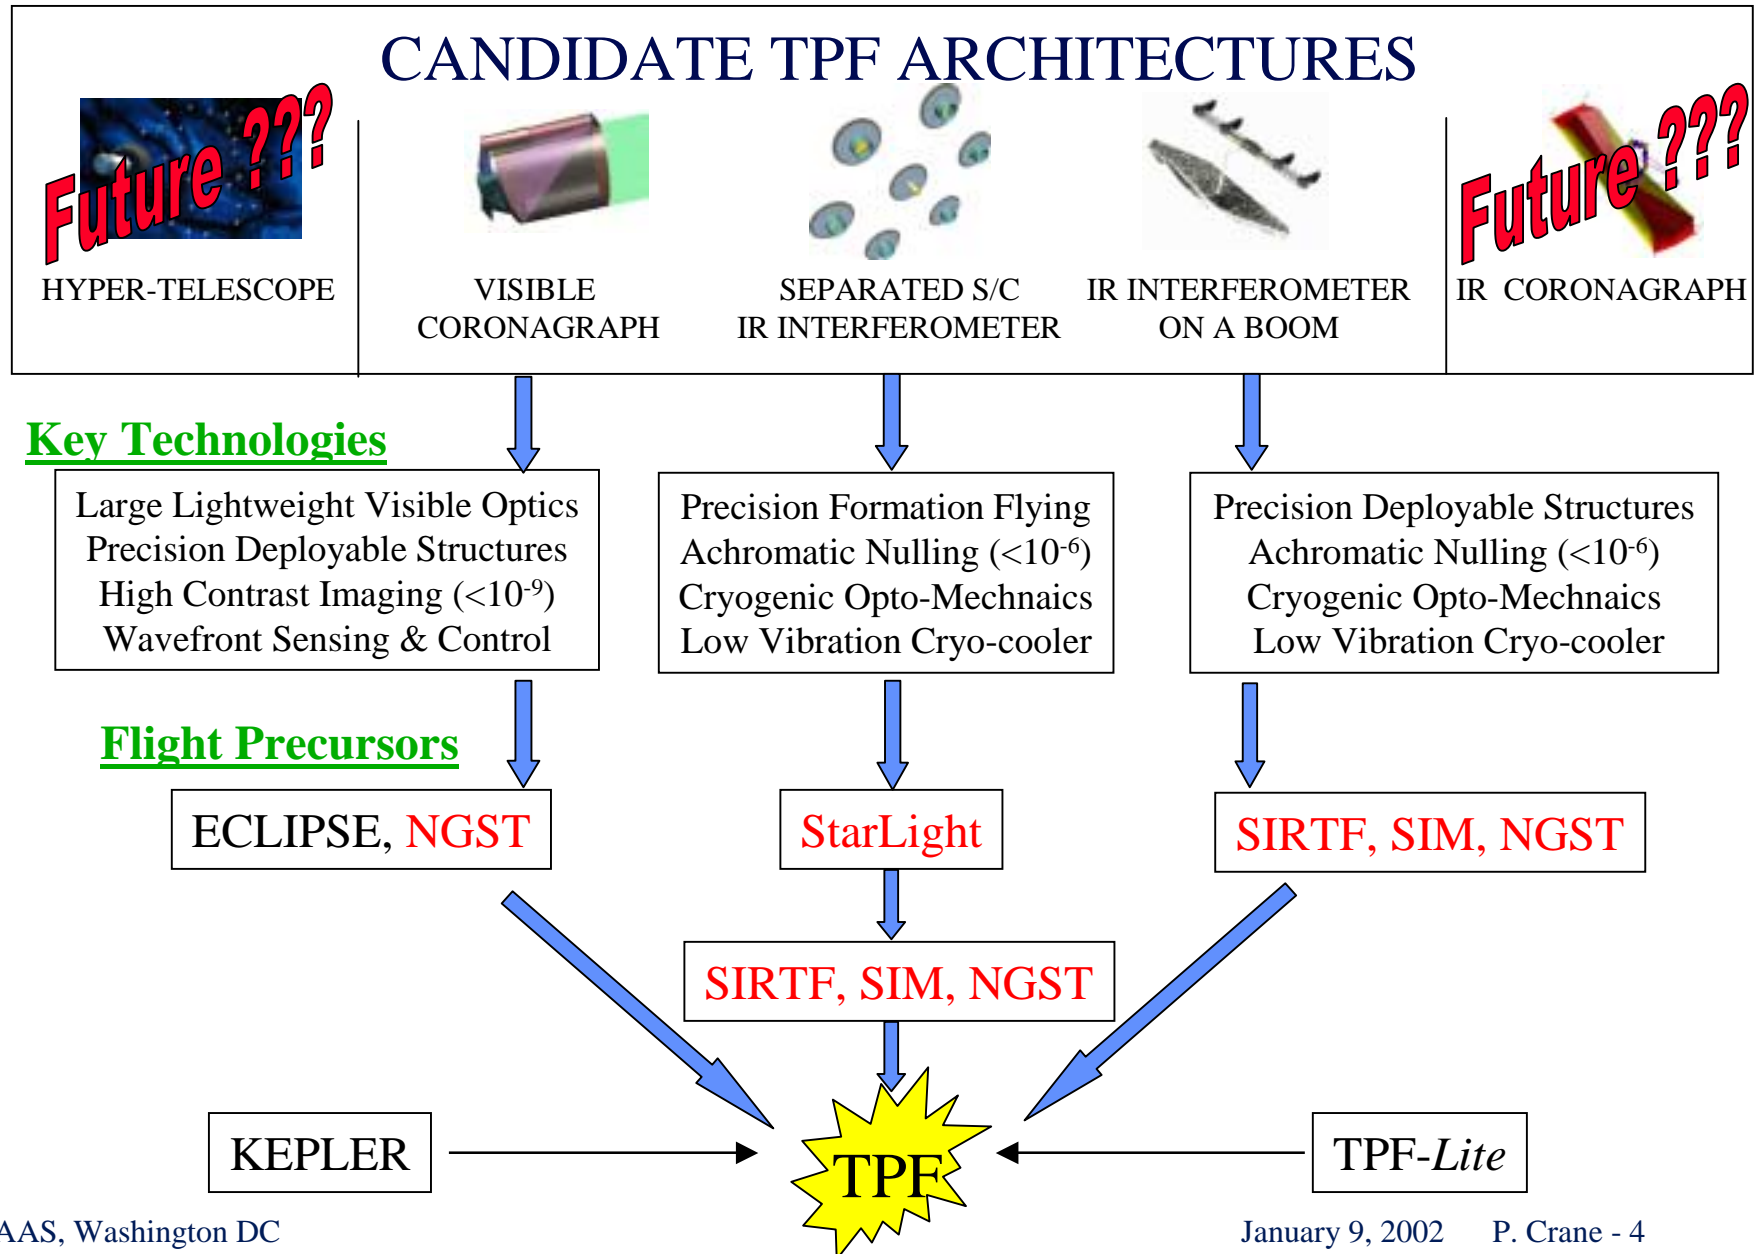 CANDIDATE TPF ARCHITECTURES
Future ???
Future ???
HYPER-TELESCOPE
VISIBLE
CORONAGRAPH
SEPARATED S/C
IR INTERFEROMETER
IR INTERFEROMETER
ON A BOOM
IR CORONAGRAPH
Key Technologies
Large Lightweight Visible Optics
Precision Deployable Structures
High Contrast Imaging (<10⁻⁹)
Wavefront Sensing & Control
Precision Formation Flying
Achromatic Nulling (<10⁻⁶)
Cryogenic Opto-Mechnaics
Low Vibration Cryo-cooler
Precision Deployable Structures
Achromatic Nulling (<10⁻⁶)
Cryogenic Opto-Mechnaics
Low Vibration Cryo-cooler
Flight Precursors
ECLIPSE, NGST
StarLight
SIRTF, SIM, NGST
SIRTF, SIM, NGST
KEPLER
TPF
TPF-Lite
AAS, Washington DC
January 9, 2002 P. Crane - 4